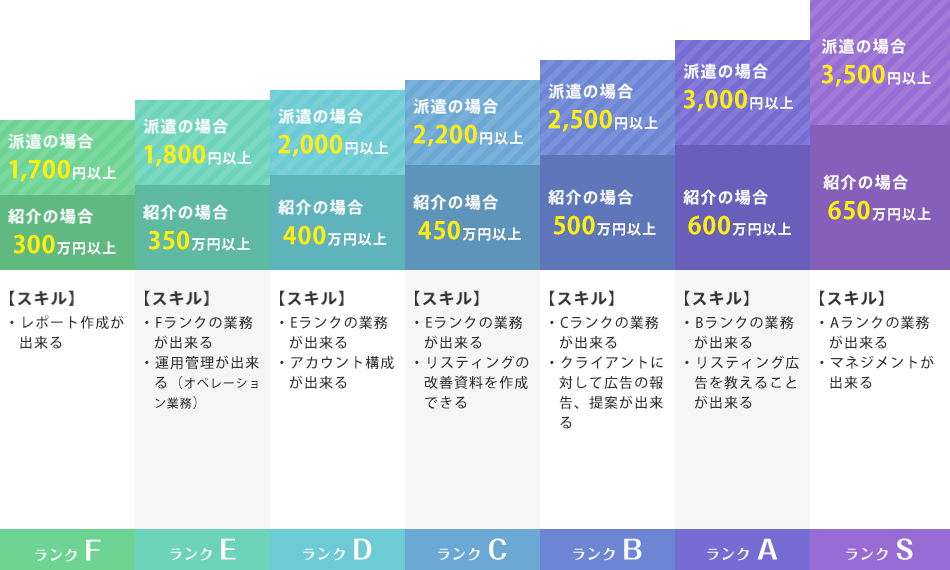 派遣の場合
1,700円以上
紹介の場合
300万円以上
【スキル】
・レポート作成が
出来る
ランク F
派遣の場合
1,800円以上
紹介の場合
350万円以上
【スキル】
・Fランクの業務
が出来る
・運用管理が出来
る（オペレーショ
ン業務）
ランク E
派遣の場合
2,000円以上
紹介の場合
400万円以上
【スキル】
・Eランクの業務
が出来る
・アカウント構成
が出来る
ランク D
派遣の場合
2,200円以上
紹介の場合
450万円以上
【スキル】
・Eランクの業務
が出来る
・リスティングの
改善資料を作成
できる
ランク C
派遣の場合
2,500円以上
紹介の場合
500万円以上
【スキル】
・Cランクの業務
が出来る
・クライアントに
対して広告の報
告、提案が出来
る
ランク B
派遣の場合
3,000円以上
紹介の場合
600万円以上
【スキル】
・Bランクの業務
が出来る
・リスティング広
告を教えること
が出来る
ランク A
派遣の場合
3,500円以上
紹介の場合
650万円以上
【スキル】
・Aランクの業務
が出来る
・マネジメントが
出来る
ランク S